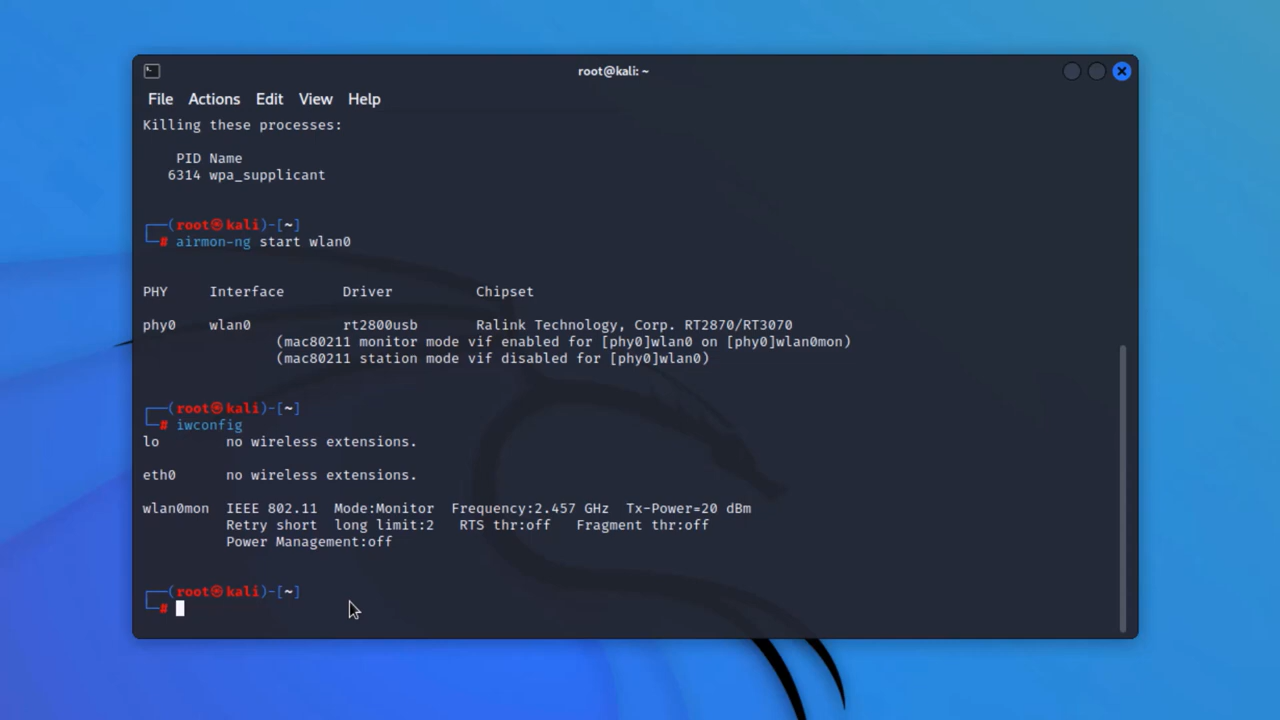 root@kali: ~
File Actions Edit View Help
Killing these processes:
    PID Name
   6314 wpa_supplicant
┌──(root㉿kali)-[~]
└─# airmon-ng start wlan0
PHY     Interface       Driver          Chipset
phy0    wlan0           rt2800usb       Ralink Technology, Corp. RT2870/RT3070
                (mac80211 monitor mode vif enabled for [phy0]wlan0 on [phy0]wlan0mon)
                (mac80211 station mode vif disabled for [phy0]wlan0)
┌──(root㉿kali)-[~]
└─# iwconfig
lo        no wireless extensions.
eth0      no wireless extensions.
wlan0mon  IEEE 802.11  Mode:Monitor  Frequency:2.457 GHz  Tx-Power=20 dBm
          Retry short  long limit:2   RTS thr:off   Fragment thr:off
          Power Management:off
┌──(root㉿kali)-[~]
└─#